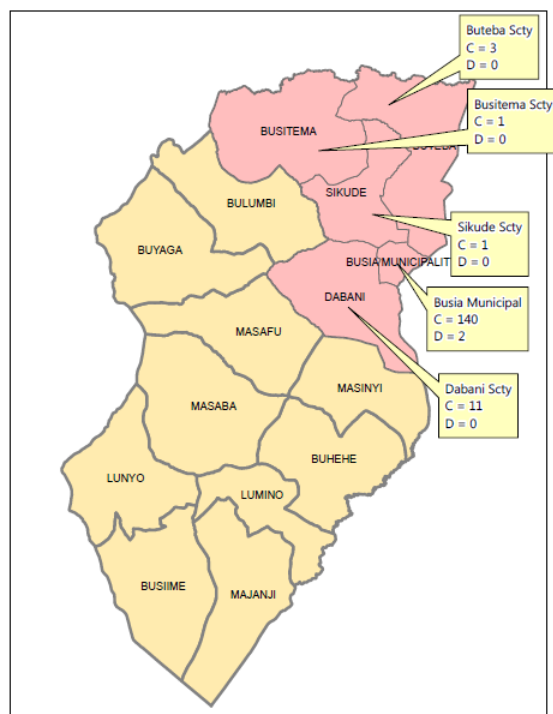 Buteba Scty
C = 3
D = 0
Busitema Scty
C = 1
D = 0
BUSITEMA
SIKUDE
BULUMBI
Sikude Scty
C = 1
D = 0
BUYAGA
BUSIA MUNICIPALIT
DABANI
Busia Municipal
C = 140
D = 2
MASAFU
Dabani Scty
C = 11
D = 0
MASINYI
MASABA
BUHEHE
LUNYO
LUMINO
BUSIIME
MAJANJI